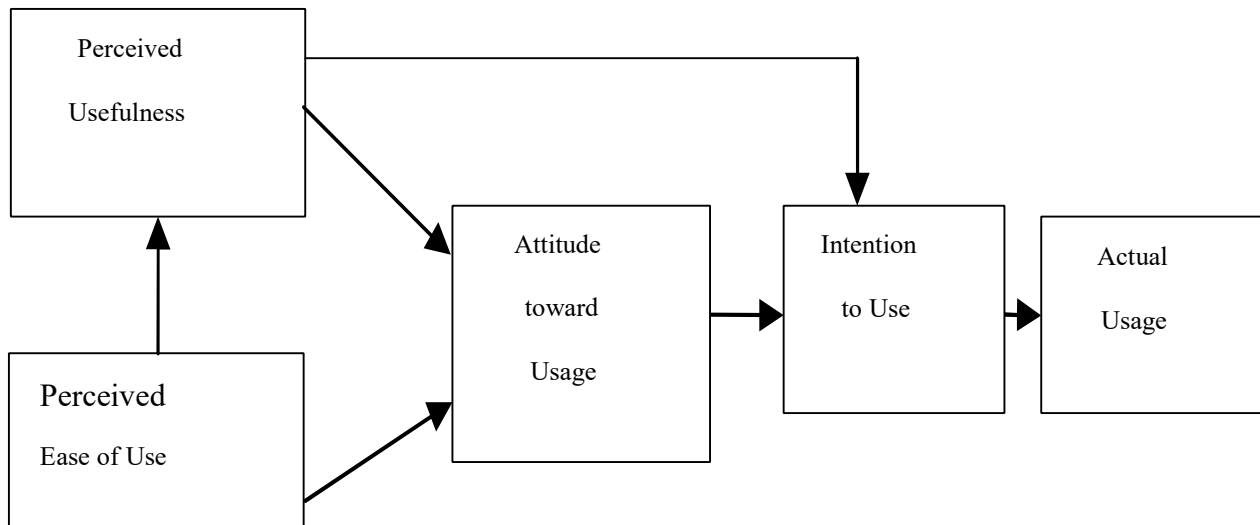 Perceived
Usefulness
Perceived
Ease of Use
Attitude
toward
Usage
Intention
to Use
Actual
Usage